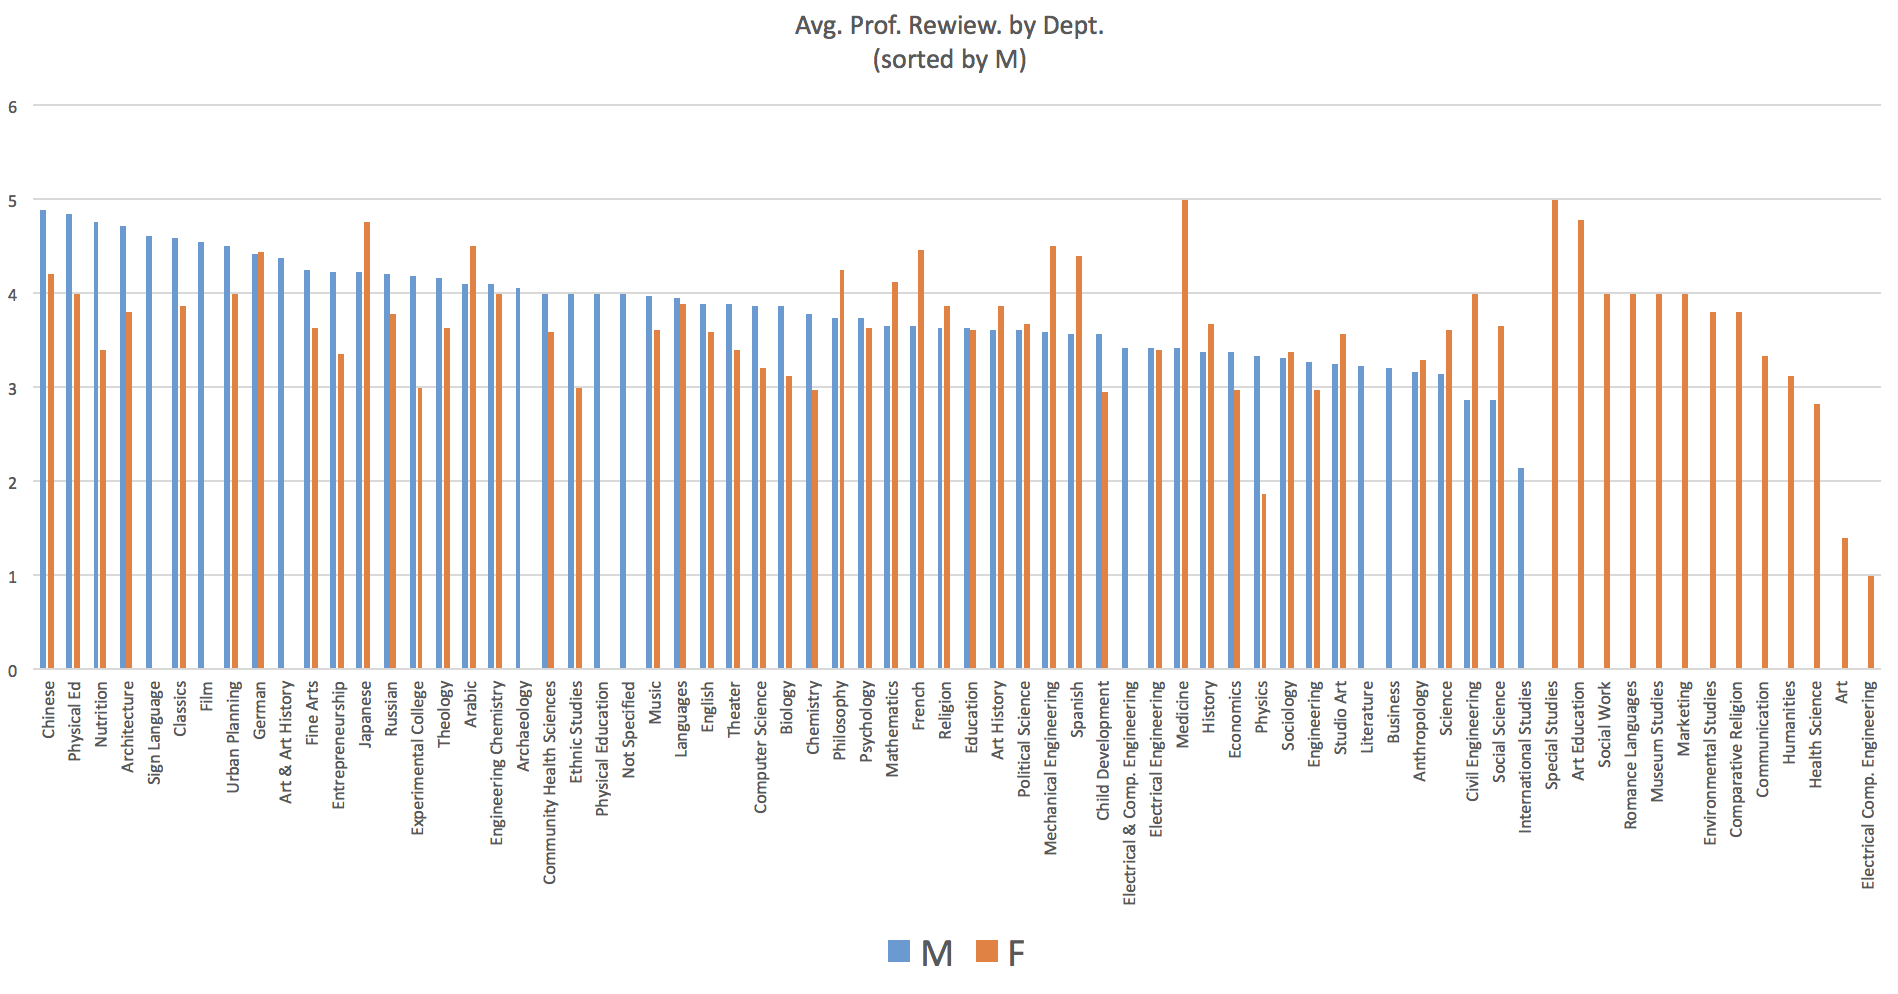 Avg. Prof. Rewiew. by Dept.
(sorted by M)
6
5
4
3
2
1
0
Chinese
Physical Ed
Nutrition
Architecture
Sign Language
Classics
Film
Urban Planning
German
Art & Art History
Fine Arts
Entrepreneurship
Japanese
Russian
Experimental College
Theology
Arabic
Engineering Chemistry
Archaeology
Community Health Sciences
Ethnic Studies
Physical Education
Not Specified
Music
Languages
English
Theater
Computer Science
Biology
Chemistry
Philosophy
Psychology
Mathematics
French
Religion
Education
Art History
Political Science
Mechanical Engineering
Spanish
Child Development
Electrical & Comp. Engineering
Electrical Engineering
Medicine
History
Economics
Physics
Sociology
Engineering
Studio Art
Literature
Business
Anthropology
Science
Civil Engineering
Social Science
International Studies
Special Studies
Art Education
Social Work
Romance Languages
Museum Studies
Marketing
Environmental Studies
Comparative Religion
Communication
Humanities
Health Science
Art
Electrical Comp. Engineering
M F